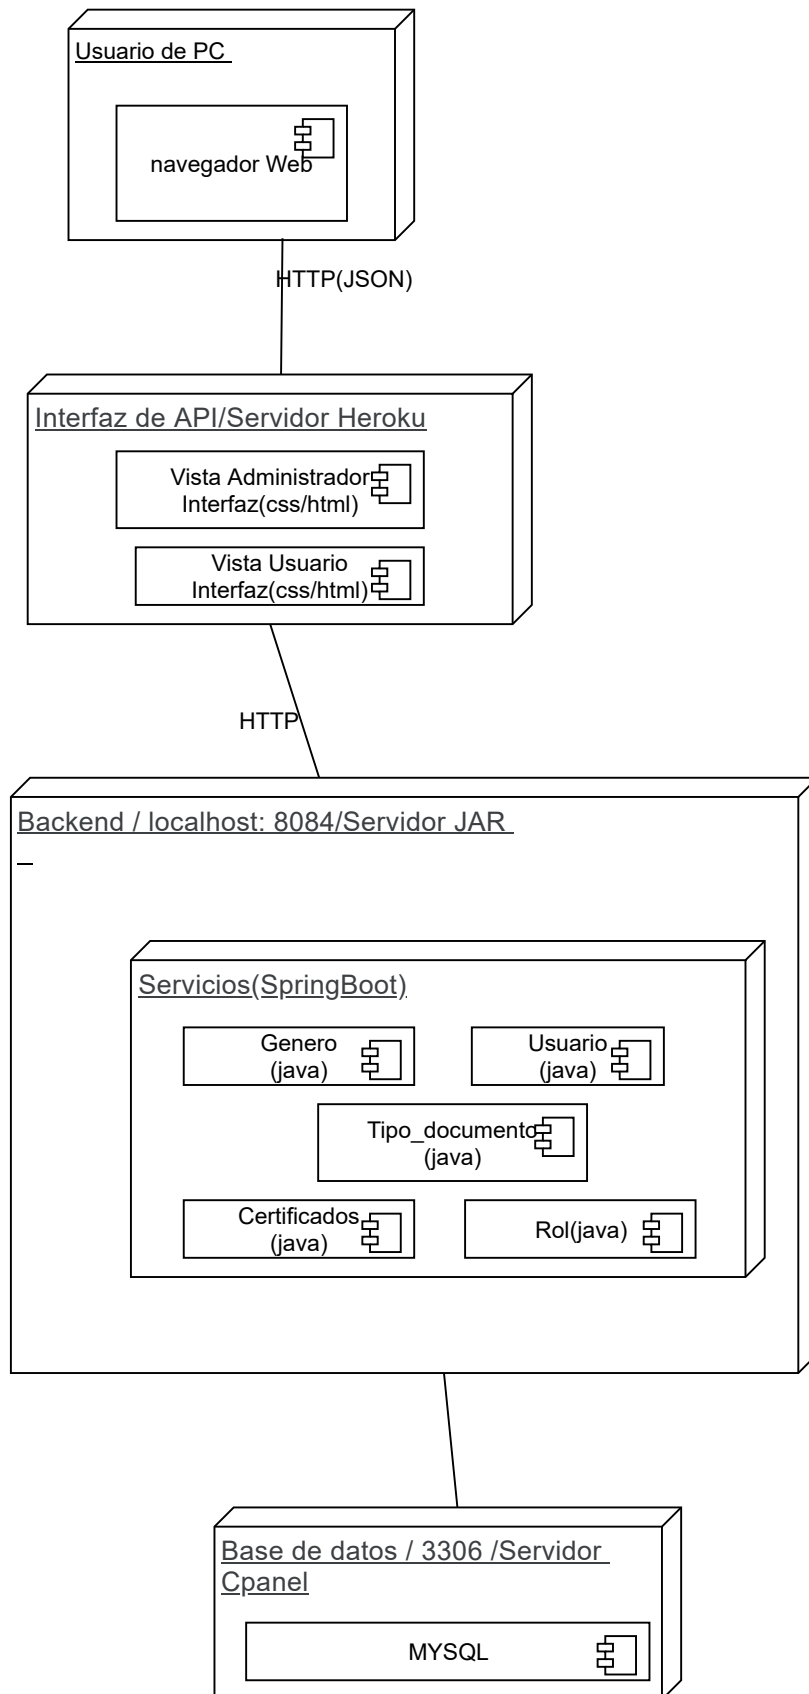 Usuario de PC
navegador Web
HTTP(JSON)
Interfaz de API/Servidor Heroku
Vista Administrador
Interfaz(css/html)
Vista Usuario
Interfaz(css/html)
HTTP
Backend / localhost: 8084/Servidor JAR
Servicios(SpringBoot)
Genero
(java)
Usuario
(java)
Tipo_documento
(java)
Certificados
(java)
Rol(java)
Base de datos / 3306 /Servidor
Cpanel
MYSQL